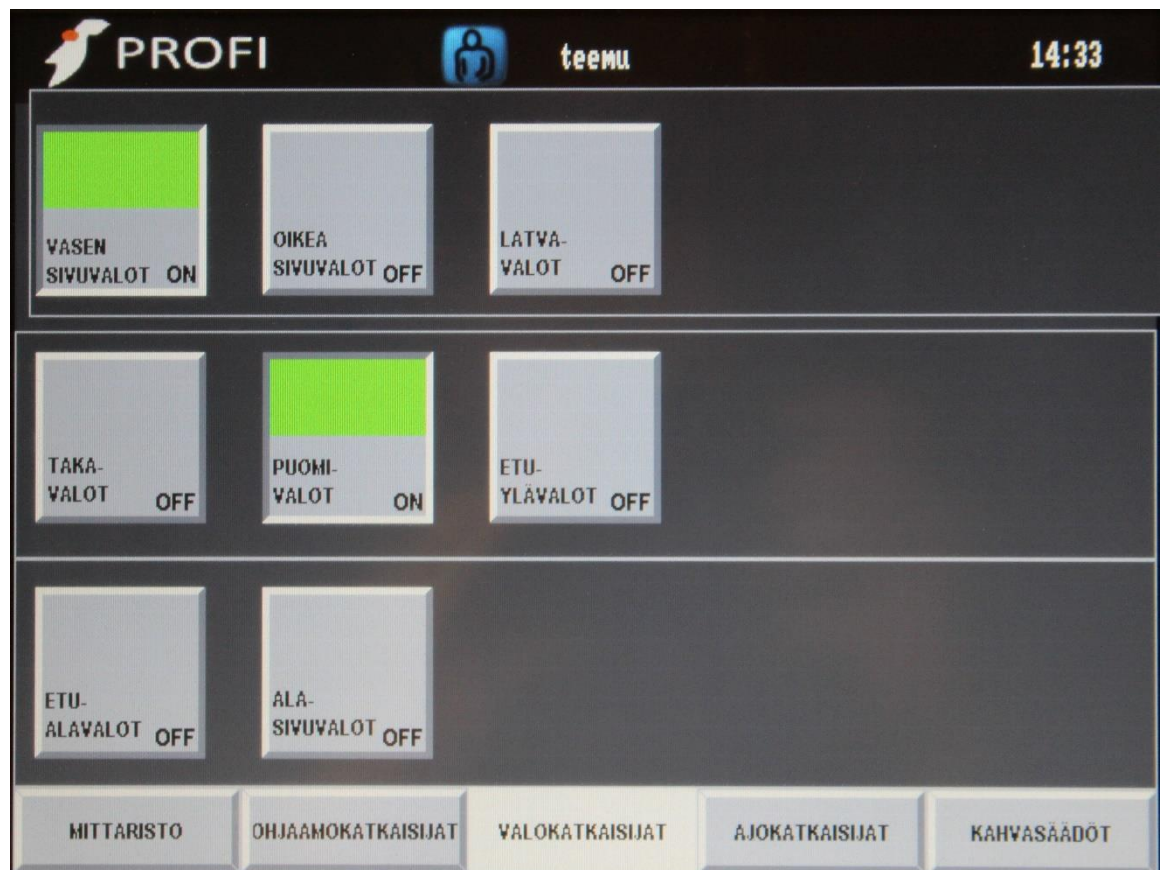 PROFI
teemu
14:33
VASEN
SIVUVALOT ON
OIKEA
SIVUVALOT OFF
LATVA-
VALOT OFF
TAKA-
VALOT OFF
PUOMI-
VALOT ON
ETU-
YLÄVALOT OFF
ETU-
ALAVALOT OFF
ALA-
SIVUVALOT OFF
MITTARISTO
OHJAAMOKATKAISIJAT
VALOKATKAISIJAT
AJOKATKAISIJAT
KAHVASÄÄDÖT